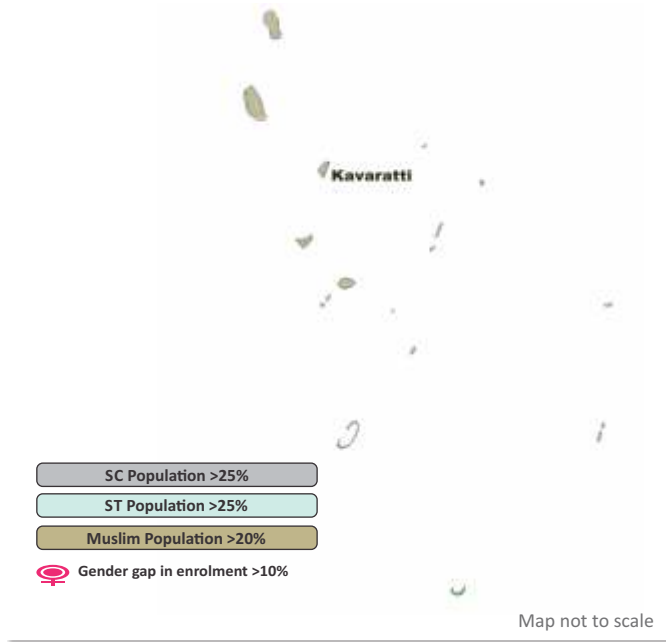 Kavaratti
SC Population >25%
ST Population >25%
Muslim Population >20%
Gender gap in enrolment >10%
Map not to scale